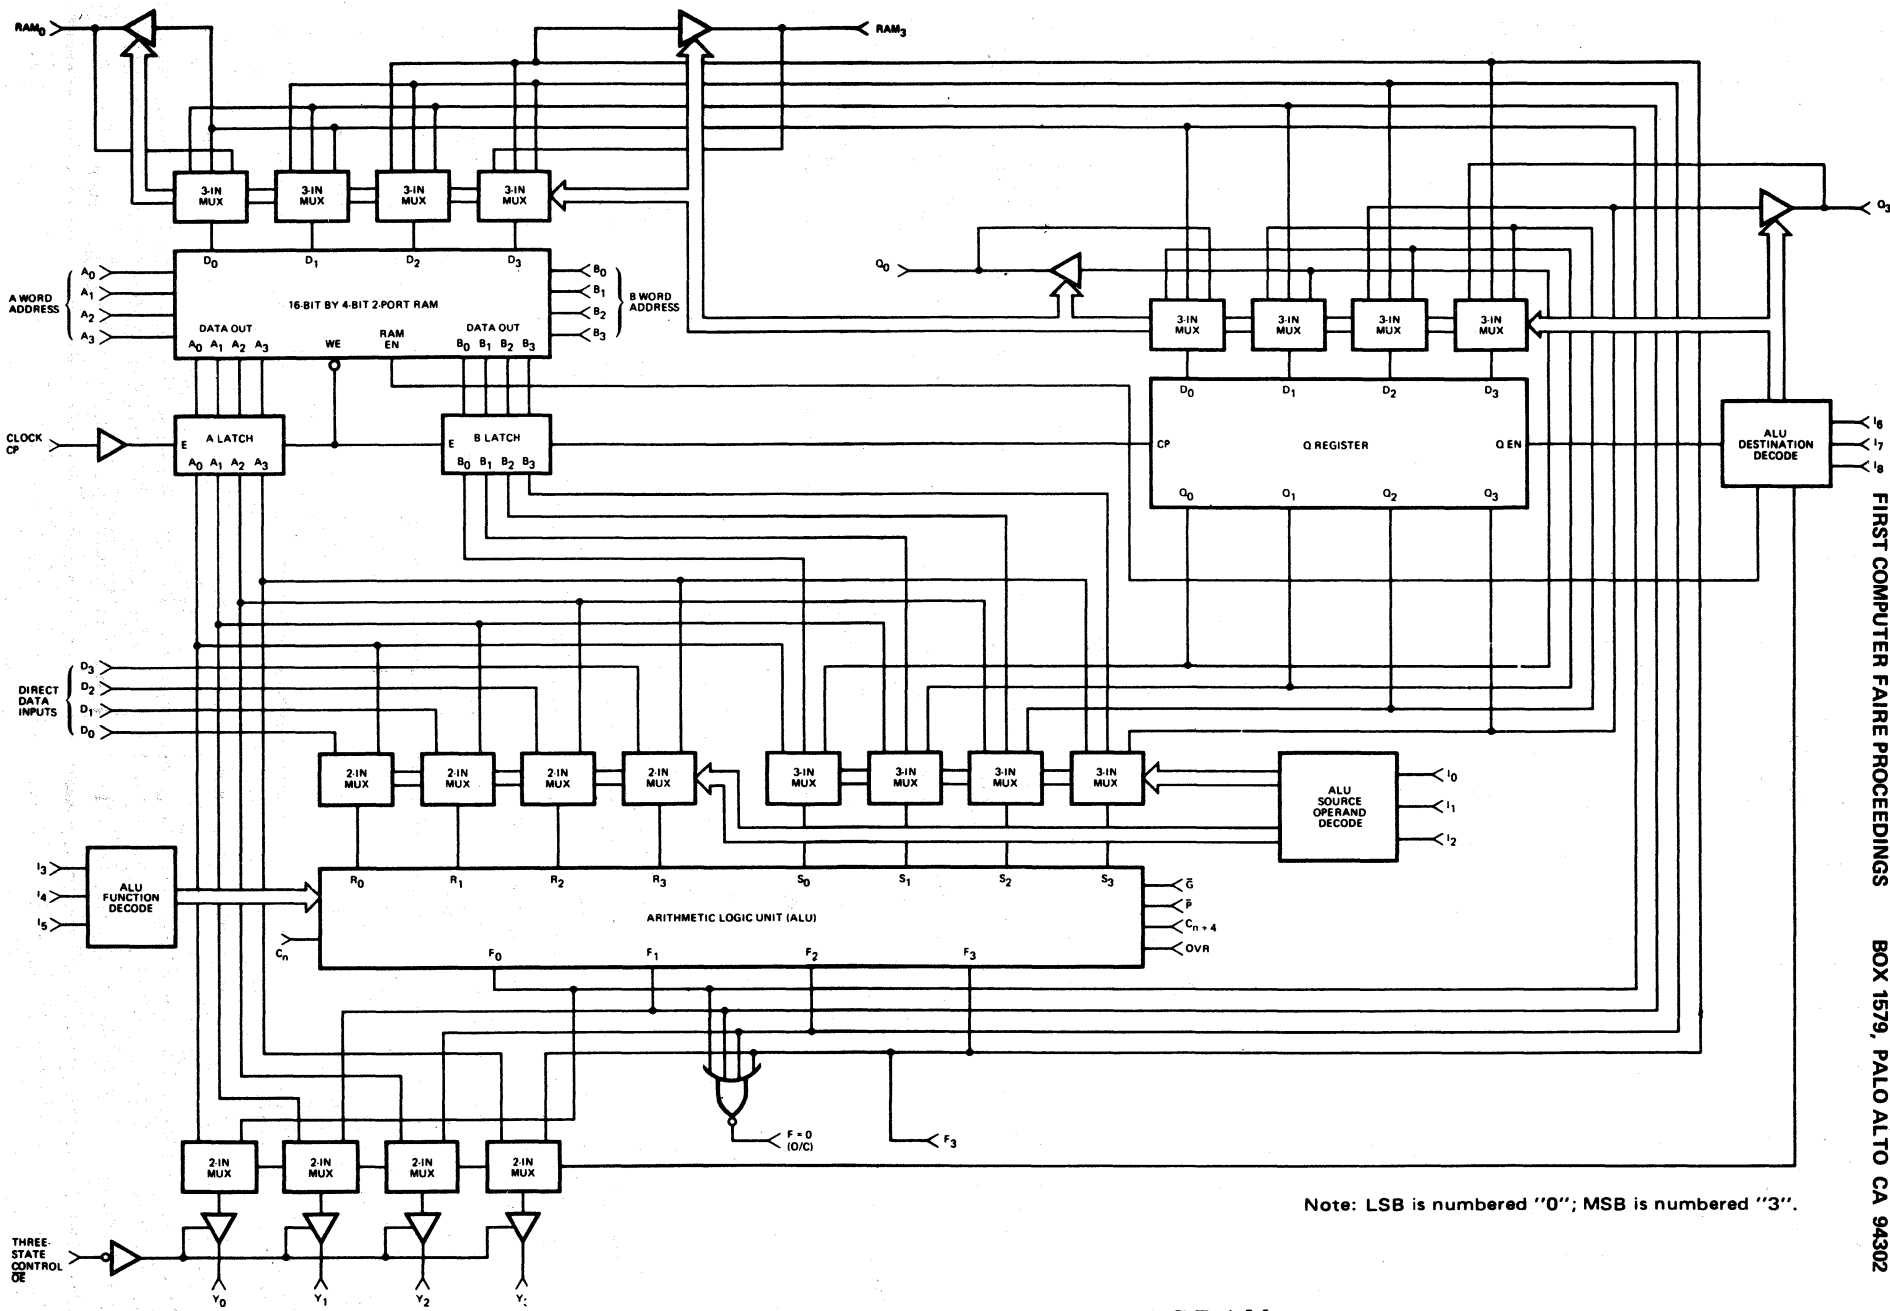 RAM0
RAM3
3-IN MUX
3-IN MUX
3-IN MUX
3-IN MUX
Q3
D0 D1 D2 D3
16-BIT BY 4-BIT 2-PORT RAM
A WORD ADDRESS
A0
A1
A2
A3
B0
B1
B2
B3
B WORD ADDRESS
DATA OUT
A0 A1 A2 A3
WE
RAM EN
DATA OUT
B0 B1 B2 B3
Q0
3-IN MUX
3-IN MUX
3-IN MUX
3-IN MUX
CLOCK CP
E A LATCH
A0 A1 A2 A3
E B LATCH
B0 B1 B2 B3
D0 D1 D2 D3
CP Q REGISTER Q EN
Q0 Q1 Q2 Q3
ALU DESTINATION DECODE
I6
I7
I8
DIRECT DATA INPUTS
D3
D2
D1
D0
2-IN MUX
2-IN MUX
2-IN MUX
2-IN MUX
3-IN MUX
3-IN MUX
3-IN MUX
3-IN MUX
ALU SOURCE OPERAND DECODE
I0
I1
I2
I3
I4
I5
ALU FUNCTION DECODE
R0 R1 R2 R3 S0 S1 S2 S3
ARITHMETIC LOGIC UNIT (ALU)
Cn
F0 F1 F2 F3
G̅
P̅
Cn + 4
OVR
F = 0
(O/C)
F3
2-IN MUX
2-IN MUX
2-IN MUX
2-IN MUX
THREE-STATE CONTROL O̅E̅
Y0 Y1 Y2
Note: LSB is numbered "0"; MSB is numbered "3".
FIRST COMPUTER FAIRE PROCEEDINGS BOX 1579, PALO ALTO CA 94302